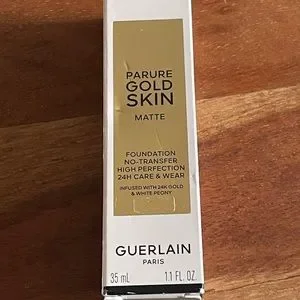 PARURE
GOLD
SKIN
MATTE
FOUNDATION
NO-TRANSFER
HIGH PERFECTION
24H CARE & WEAR
INFUSED WITH 24K GOLD
& WHITE PEONY
GUERLAIN
PARIS
35 mL 1.1 FL. OZ.